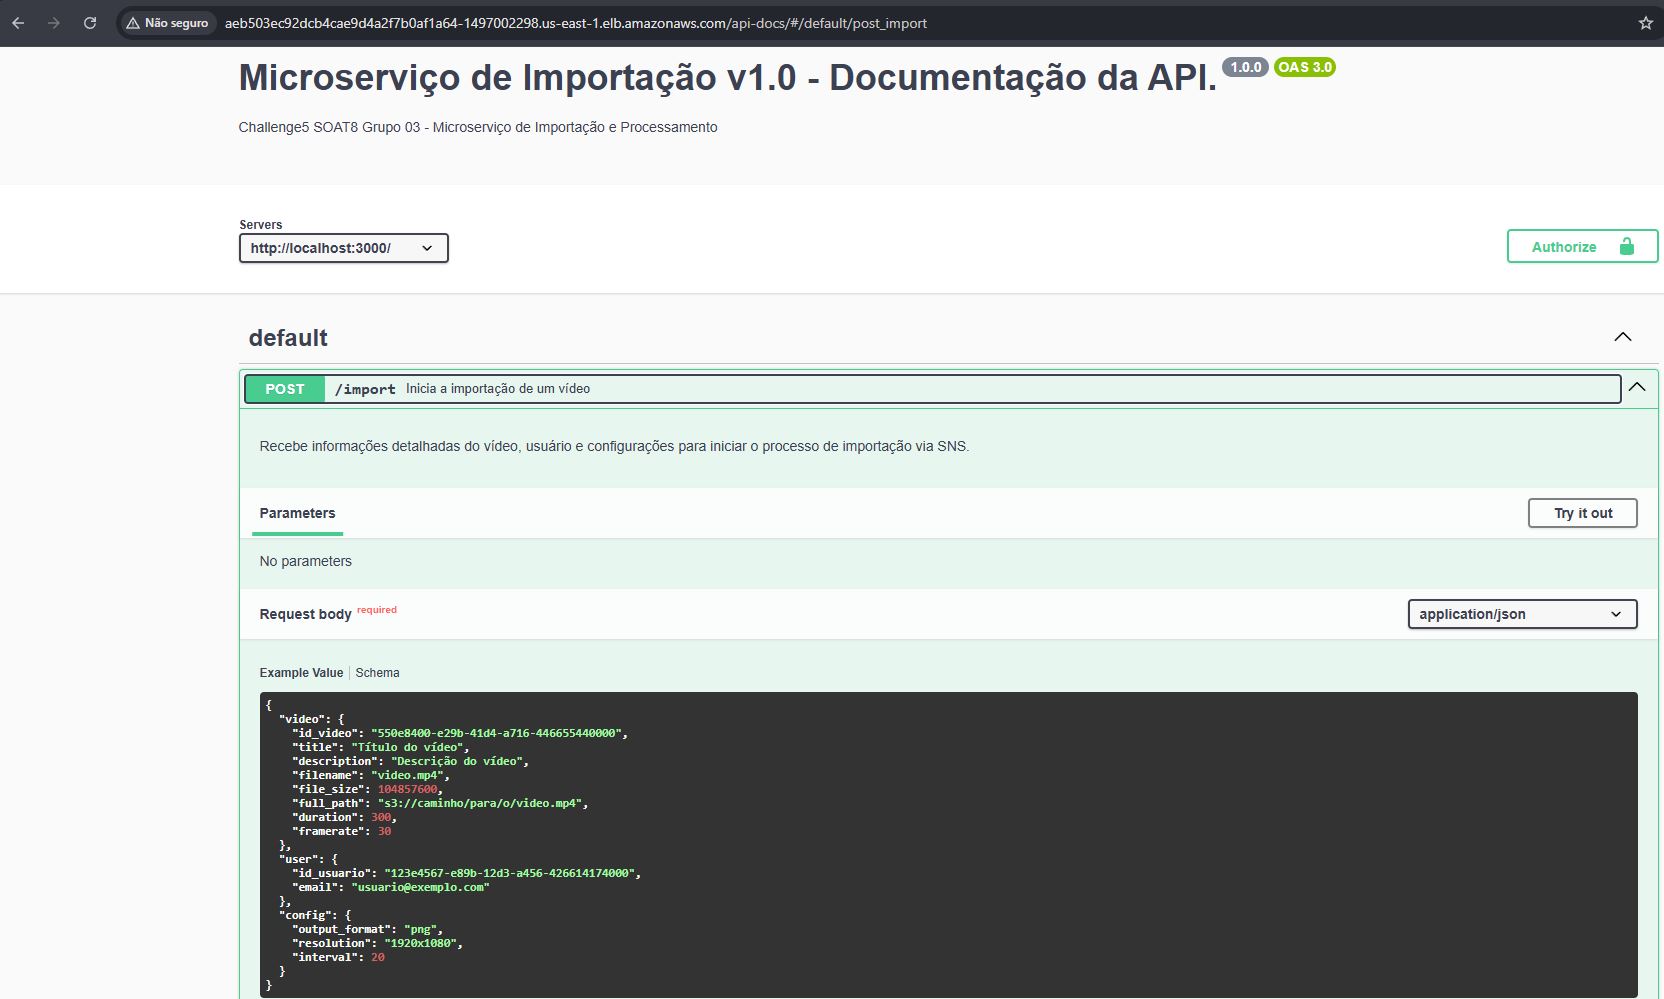 Não seguro aeb503ec92dcb4cae9d4a2f7b0af1a64-1497002298.us-east-1.elb.amazonaws.com/api-docs/#/default/post_import
Microserviço de Importação v1.0 - Documentação da API. 1.0.0 OAS 3.0
Challenge5 SOAT8 Grupo 03 - Microserviço de Importação e Processamento
Servers
http://localhost:3000/
Authorize
default
POST /import Inicia a importação de um vídeo
Recebe informações detalhadas do vídeo, usuário e configurações para iniciar o processo de importação via SNS.
Parameters
Try it out
No parameters
Request body required
application/json
Example Value Schema
{
  "video": {
    "id_video": "550e8400-e29b-41d4-a716-446655440000",
    "title": "Título do vídeo",
    "description": "Descrição do vídeo",
    "filename": "video.mp4",
    "file_size": 104857600,
    "full_path": "s3://caminho/para/o/video.mp4",
    "duration": 300,
    "framerate": 30
  },
  "user": {
    "id_usuario": "123e4567-e89b-12d3-a456-426614174000",
    "email": "usuario@exemplo.com"
  },
  "config": {
    "output_format": "png",
    "resolution": "1920x1080",
    "interval": 20
  }
}